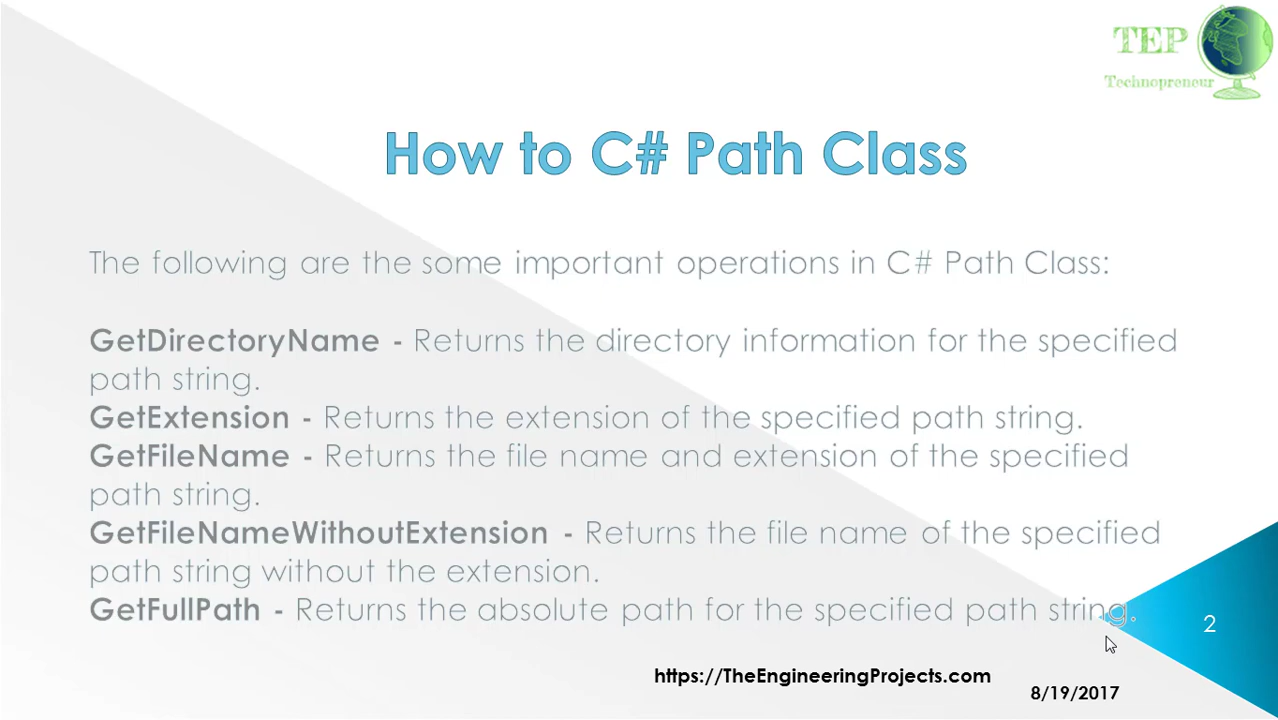 TEP
Technopreneur
How to C# Path Class
The following are the some important operations in C# Path Class:
GetDirectoryName - Returns the directory information for the specified
path string.
GetExtension - Returns the extension of the specified path string.
GetFileName - Returns the file name and extension of the specified
path string.
GetFileNameWithoutExtension - Returns the file name of the specified
path string without the extension.
GetFullPath - Returns the absolute path for the specified path string.
2
https://TheEngineeringProjects.com
8/19/2017